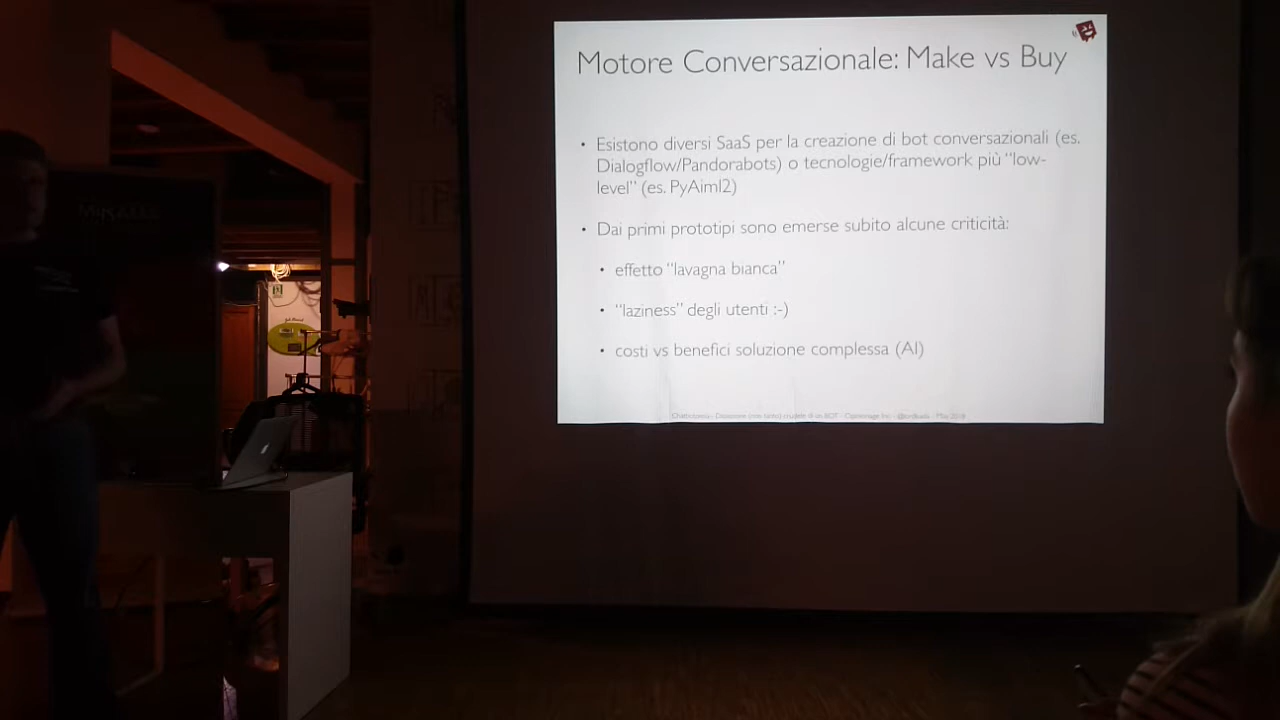 Motore Conversazionale: Make vs Buy
• Esistono diversi SaaS per la creazione di bot conversazionali (es.
Dialogflow/Pandorabots) o tecnologie/framework più “low-
level” (es. PyAiml2)
• Dai primi prototipi sono emerse subito alcune criticità:
• effetto “lavagna bianca”
• “laziness” degli utenti :-)
• costi vs benefici soluzione complessa (AI)